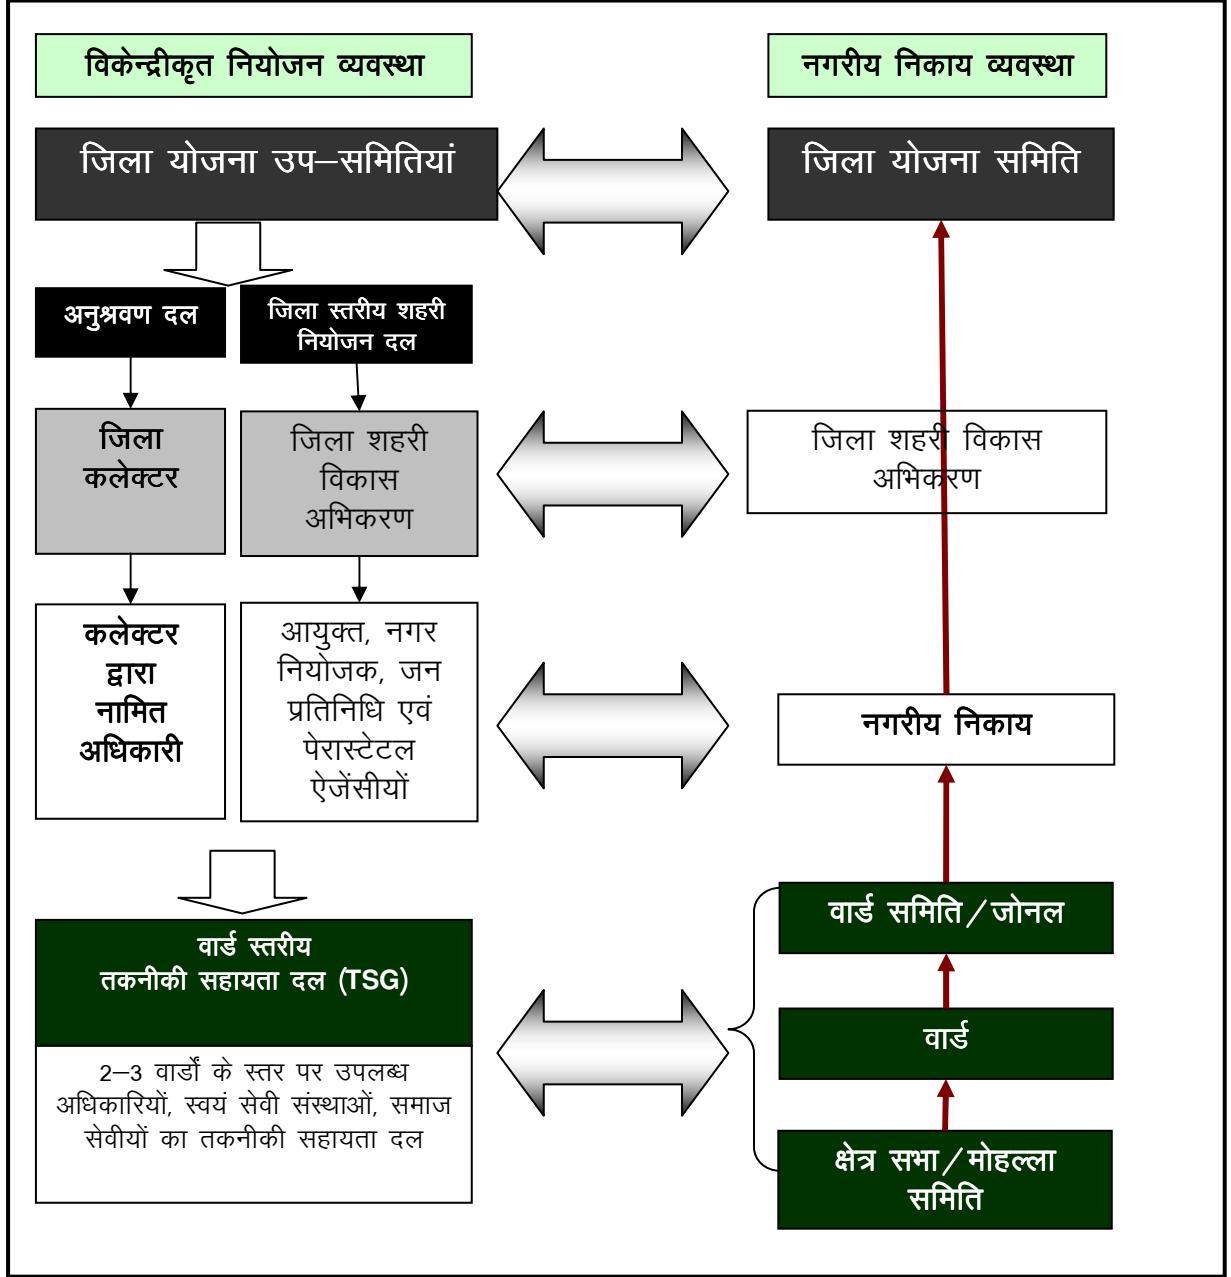 विकेन्द्रीकृत नियोजन व्यवस्था
नगरीय निकाय व्यवस्था
जिला योजना उप–समितियां
जिला योजना समिति
अनुश्रवण दल
जिला स्तरीय शहरी
नियोजन दल
जिला
कलेक्टर
जिला शहरी
विकास
अभिकरण
जिला शहरी विकास
अभिकरण
कलेक्टर
द्वारा
नामित
अधिकारी
आयुक्त, नगर
नियोजक, जन
प्रतिनिधि एवं
पेरास्टेटल
ऐजेंसीयों
नगरीय निकाय
वार्ड स्तरीय
तकनीकी सहायता दल (TSG)
2–3 वार्डों के स्तर पर उपलब्ध
अधिकारियों, स्वयं सेवी संस्थाओं, समाज
सेवीयों का तकनीकी सहायता दल
वार्ड समिति/जोनल
वार्ड
क्षेत्र सभा/मोहल्ला
समिति